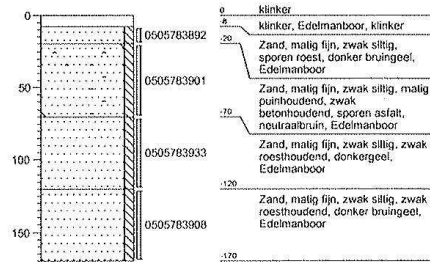 0
50
100
150
0505783892
0505783901
0505783933
0505783908
0
klinker
-8
klinker, Edelmanboor, klinker
-20
Zand, matig fijn, zwak siltig,
sporen roest, donker bruingeel,
Edelmanboor
Zand, matig fijn, zwak siltig, matig
puinhoudend, zwak
betonhoudend, sporen asfalt,
neutraalbruin, Edelmanboor
-70
Zand, matig fijn, zwak siltig, zwak
roesthoudend, donkergeel,
Edelmanboor
-120
Zand, matig fijn, zwak siltig, zwak
roesthoudend, donker bruingeel,
Edelmanboor
-170